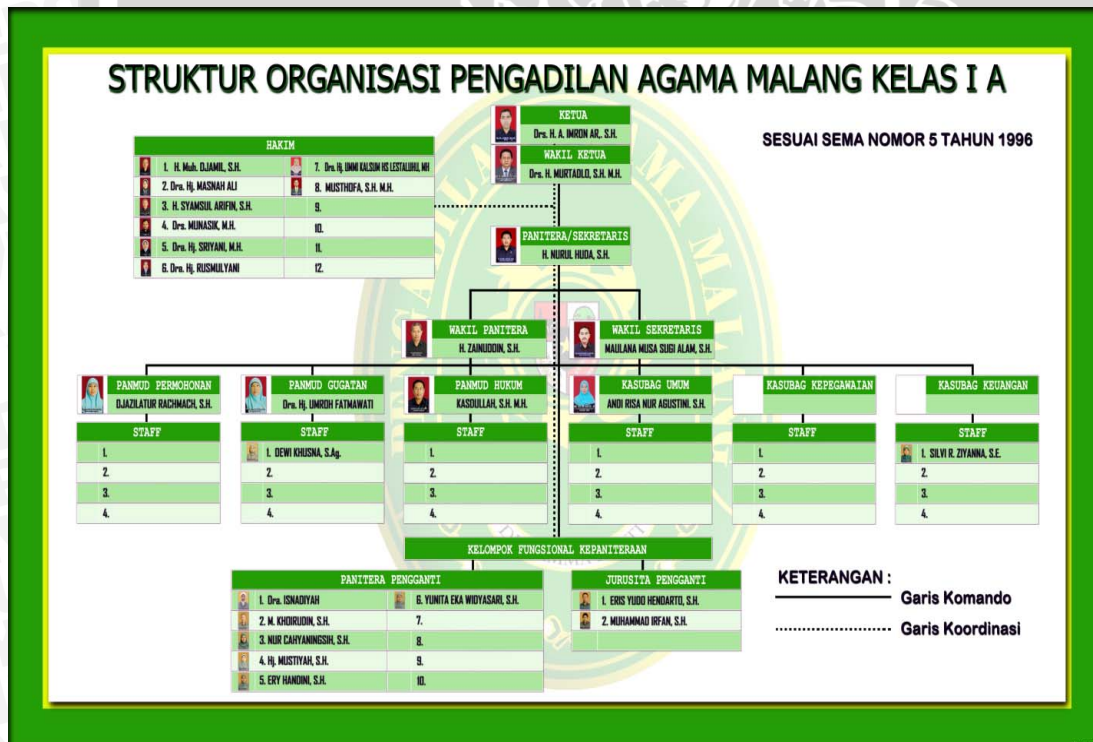 STRUKTUR ORGANISASI PENGADILAN AGAMA MALANG KELAS I A
SESUAI SEMA NOMOR 5 TAHUN 1996
KETUA
Drs. H. A. IMRON AR,. S.H.
WAKIL KETUA
Drs. H. MURTADLO, S.H. M.H.
HAKIM
1. H. Muh. DJAMIL, S.H.
2. Dra. Hj. MASNAH ALI
3. H. SYAMSUL ARIFIN, S.H.
4. Drs. MUNASIK, M.H.
5. Dra. Hj. SRIYANI, M.H.
6. Dra. Hj. RUSMULYANI
7. Dra. Hj. UMMI KALSUM HS LESTALUHU, MH
8. MUSTHOFA, S.H. M.H.
9.
10.
11.
12.
PANITERA/SEKRETARIS
H. NURUL HUDA, S.H.
WAKIL PANITERA
H. ZAINUDDIN, S.H.
WAKIL SEKRETARIS
MAULANA MUSA SUGI ALAM, S.H.
PANMUD PERMOHONAN
DJAZILATUR RACHMACH, S.H.
STAFF
1.
2.
3.
4.
PANMUD GUGATAN
Dra. Hj. UMROH FATMAWATI
STAFF
1. DEWI KHUSNA, S.Ag.
2.
3.
4.
PANMUD HUKUM
KASDULLAH, S.H. M.H.
STAFF
1.
2.
3.
4.
KASUBAG UMUM
ANDI RISA NUR AGUSTINI. S.H.
STAFF
1.
2.
3.
4.
KASUBAG KEPEGAWAIAN
STAFF
1.
2.
3.
4.
KASUBAG KEUANGAN
STAFF
1. SILVI R. ZIYANNA, S.E.
2.
3.
4.
KELOMPOK FUNGSIONAL KEPANITERAAN
PANITERA PENGGANTI
1. Dra. ISNADIYAH
2. M. KHOIRUDIN, S.H.
3. NUR CAHYANINGSIH, S.H.
4. Hj. MUSTIYAH, S.H.
5. ERY HANDINI, S.H.
6. YUNITA EKA WIDYASARI, S.H.
7.
8.
9.
10.
JURUSITA PENGGANTI
1. ERIS YUDO HENDARTO, S.H.
2. MUHAMMAD IRFAN, S.H.
KETERANGAN :
Garis Komando
Garis Koordinasi